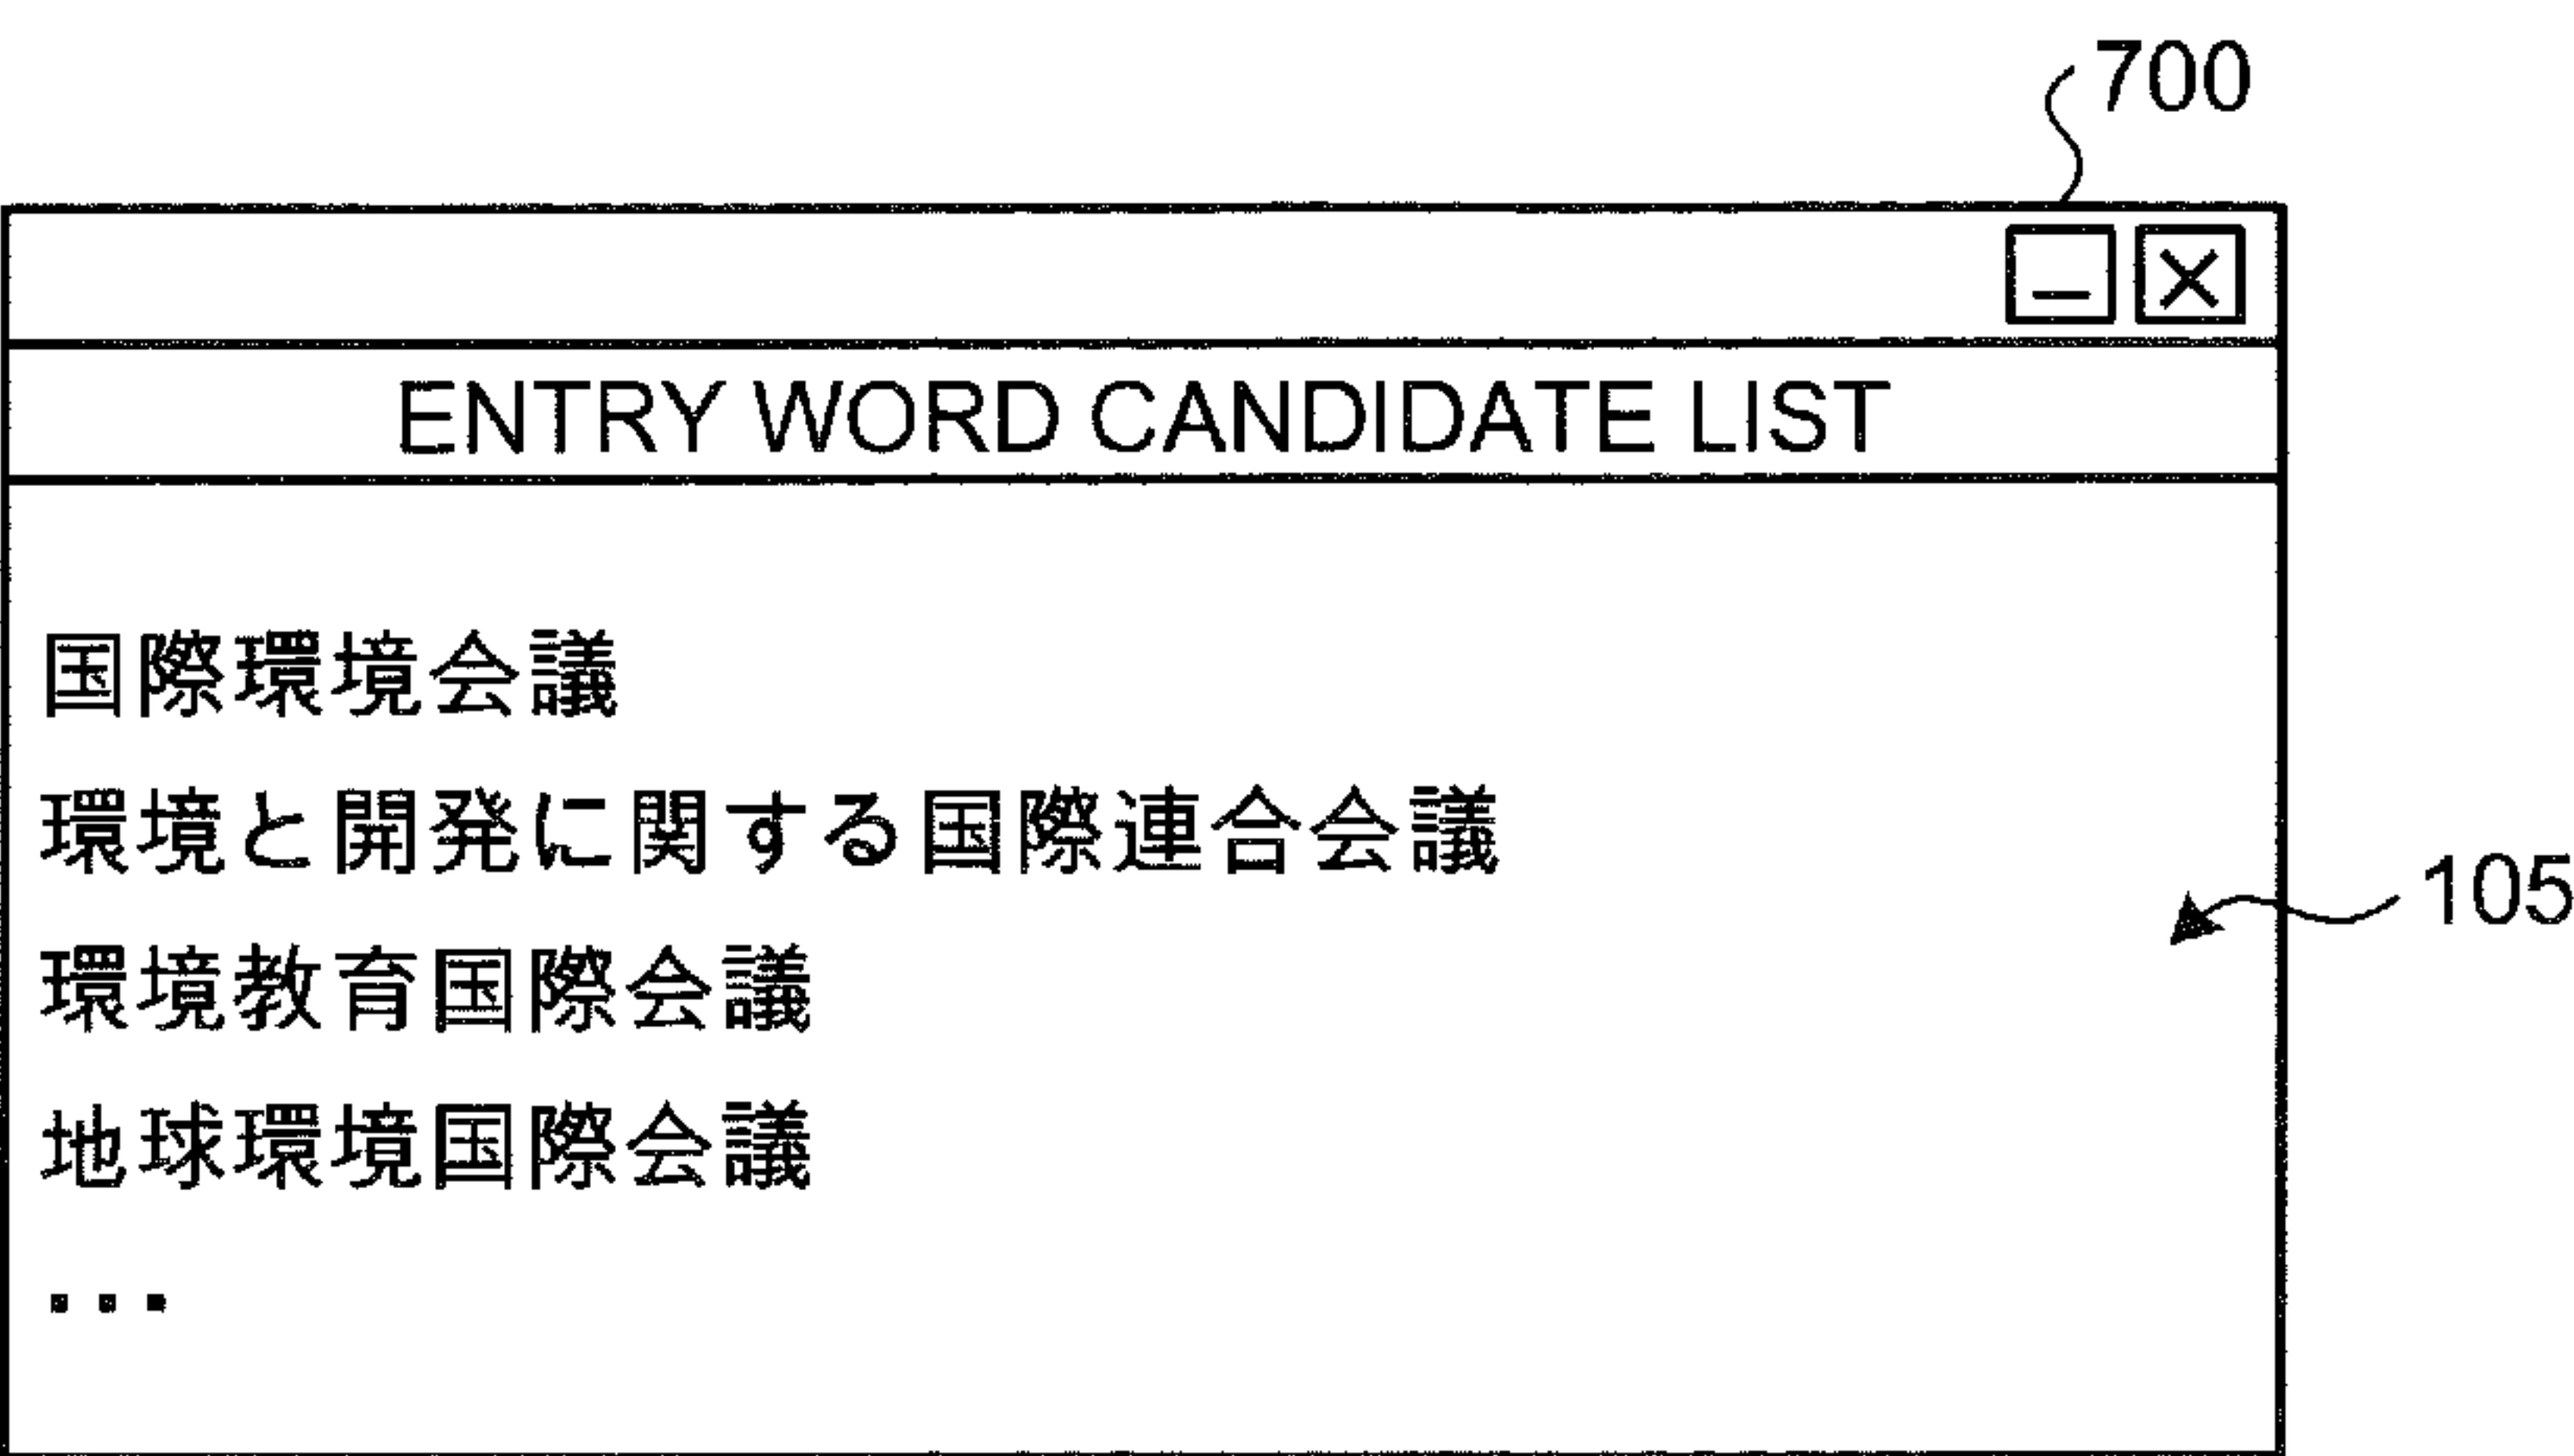 700
ENTRY WORD CANDIDATE LIST
国際環境会議
環境と開発に関する国際連合会議
105
環境教育国際会議
地球環境国際会議
...